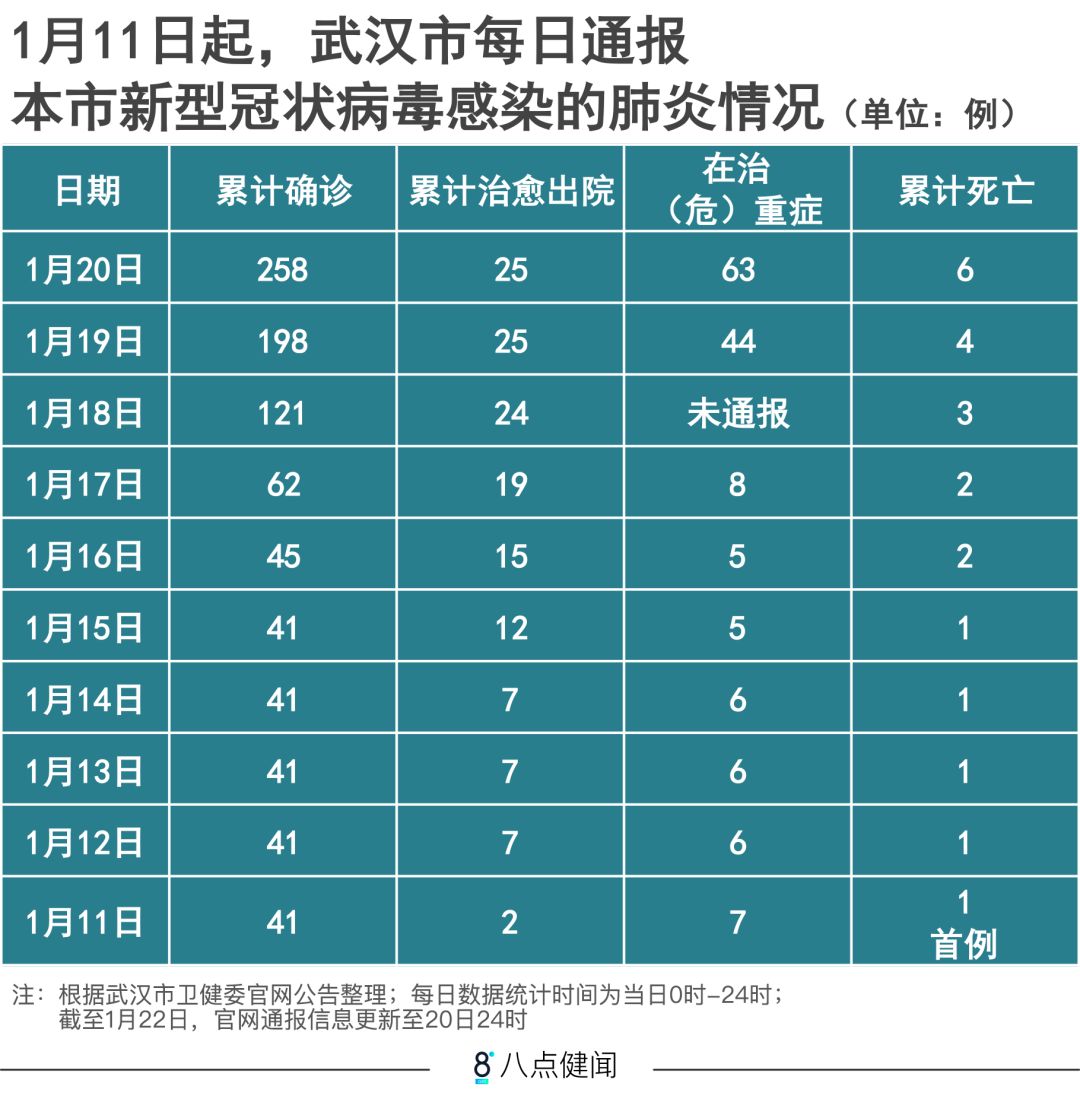 1月11日起，武汉市每日通报
本市新型冠状病毒感染的肺炎情况（单位：例）
日期 累计确诊 累计治愈出院 在治（危）重症 累计死亡
1月20日 258 25 63 6
1月19日 198 25 44 4
1月18日 121 24 未通报 3
1月17日 62 19 8 2
1月16日 45 15 5 2
1月15日 41 12 5 1
1月14日 41 7 6 1
1月13日 41 7 6 1
1月12日 41 7 6 1
1月11日 41 2 7 1 首例
注：根据武汉市卫健委官网公告整理；每日数据统计时间为当日0时-24时；
截至1月22日，官网通报信息更新至20日24时
8° 八点健闻